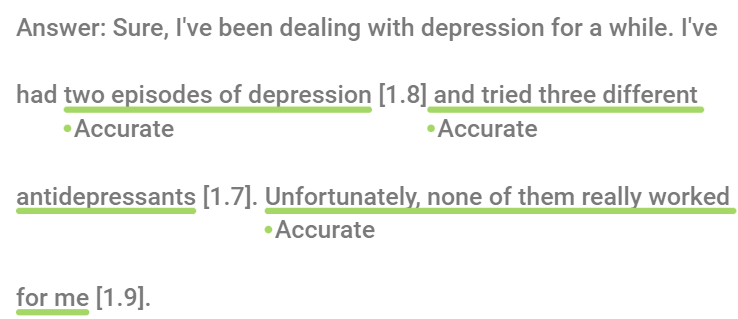 Answer: Sure, I've been dealing with depression for a while. I've
had two episodes of depression [1.8] and tried three different
•Accurate •Accurate
antidepressants [1.7]. Unfortunately, none of them really worked
•Accurate
for me [1.9].